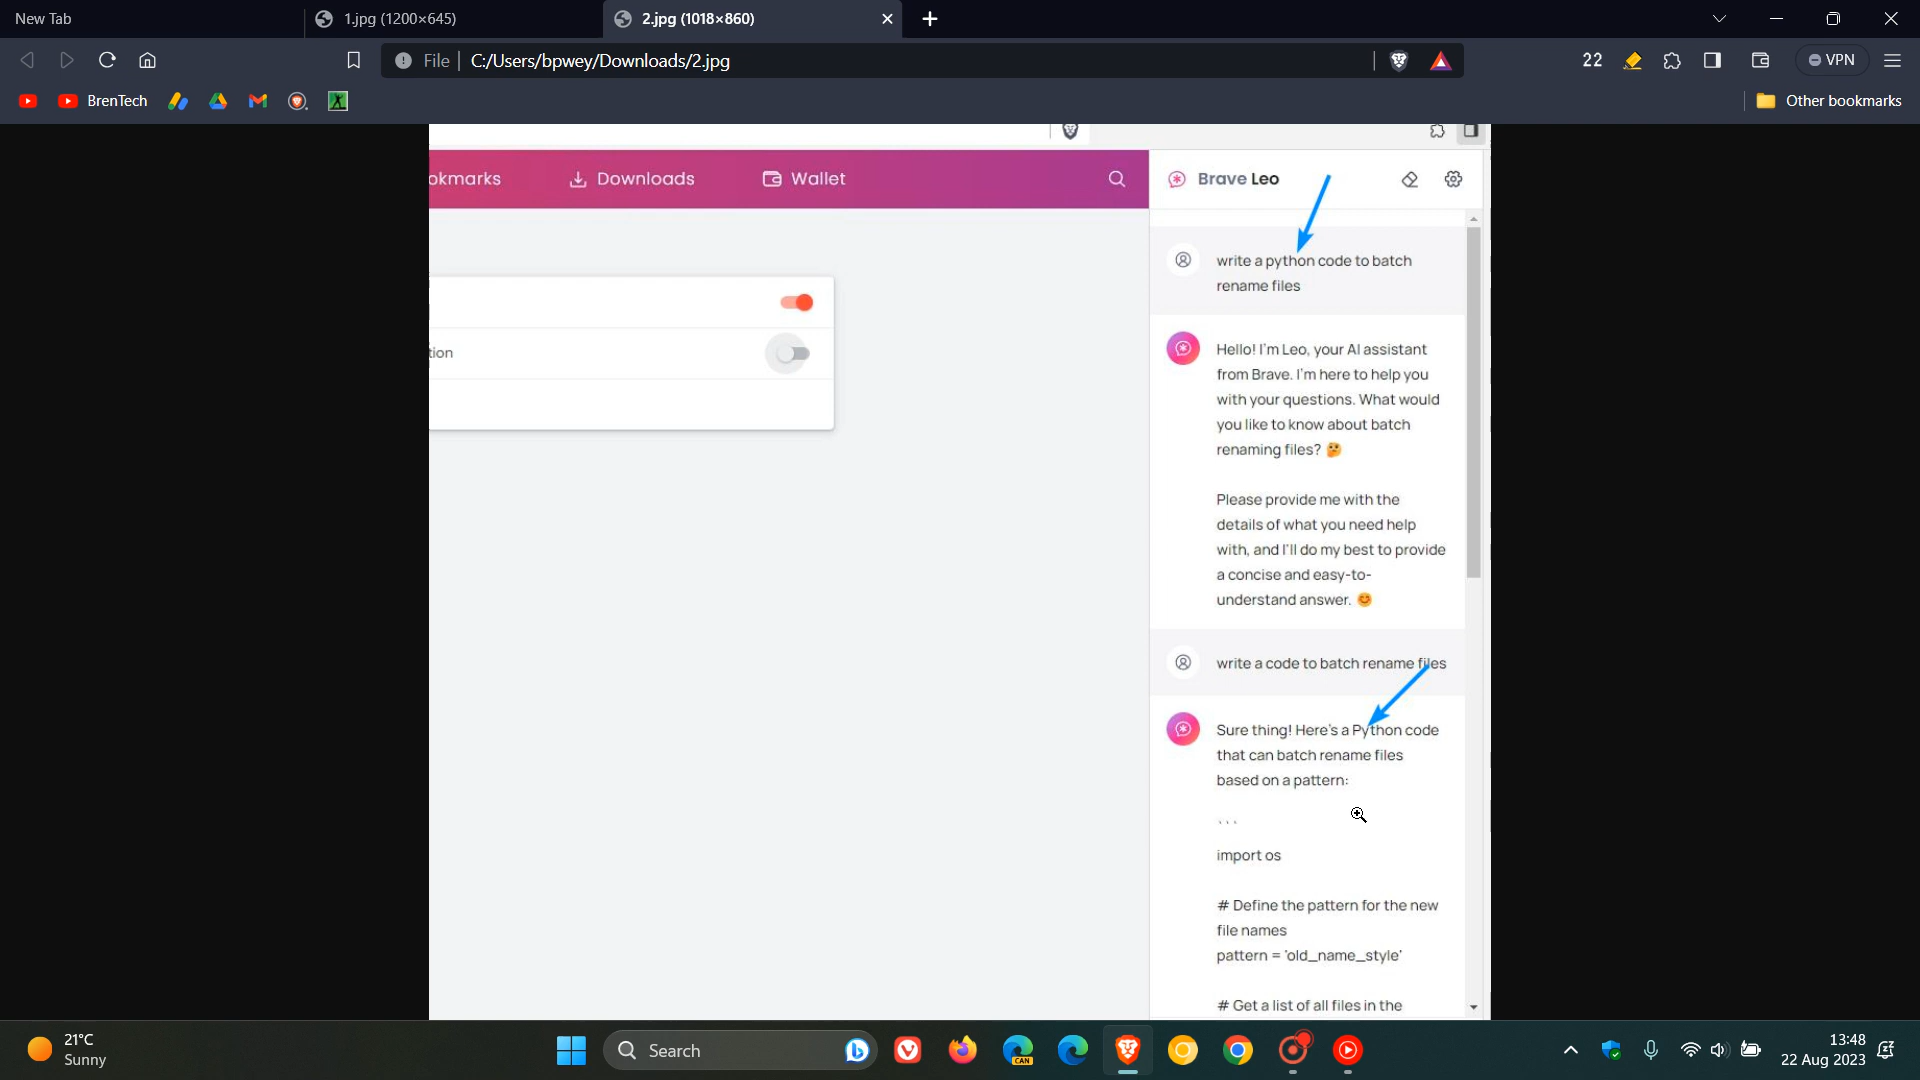 New Tab
1.jpg (1200×645)
2.jpg (1018×860)
File
C:/Users/bpwey/Downloads/2.jpg
22
VPN
BrenTech
Other bookmarks
okmarks
Downloads
Wallet
Brave Leo
write a python code to batch
rename files
tion
Hello! I'm Leo, your AI assistant
from Brave. I'm here to help you
with your questions. What would
you like to know about batch
renaming files? 🤔
Please provide me with the
details of what you need help
with, and I'll do my best to provide
a concise and easy-to-
understand answer. 😊
write a code to batch rename files
Sure thing! Here's a Python code
that can batch rename files
based on a pattern:
```
import os
# Define the pattern for the new
file names
pattern = 'old_name_style'
# Get a list of all files in the
21°C
Sunny
Search
CAN
13:48
22 Aug 2023